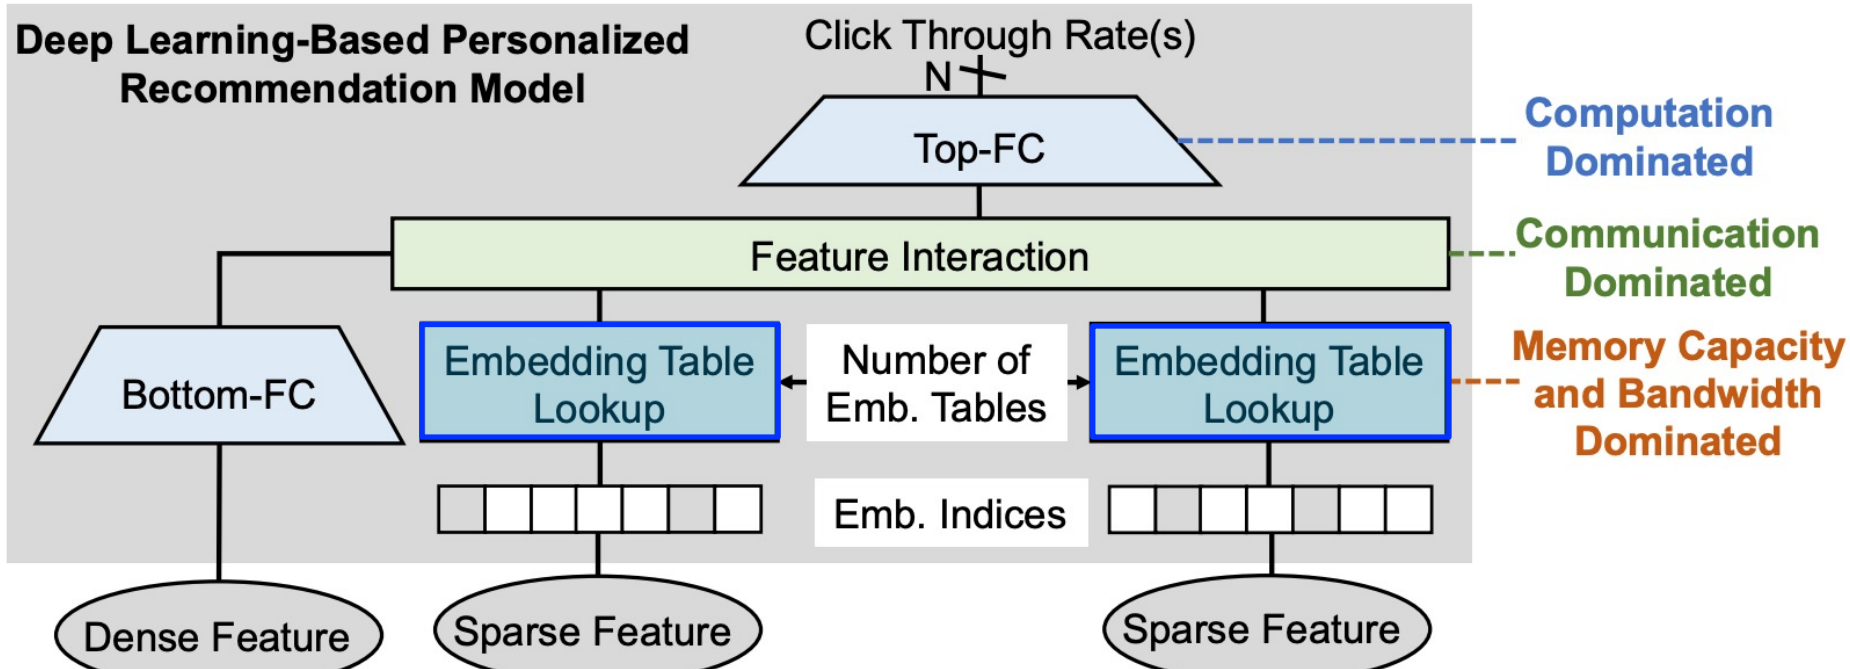 Deep Learning-Based Personalized
Recommendation Model
Click Through Rate(s)
N
Top-FC
Computation
Dominated
Feature Interaction
Communication
Dominated
Bottom-FC
Embedding Table
Lookup
Number of
Emb. Tables
Embedding Table
Lookup
Memory Capacity
and Bandwidth
Dominated
Emb. Indices
Dense Feature
Sparse Feature
Sparse Feature